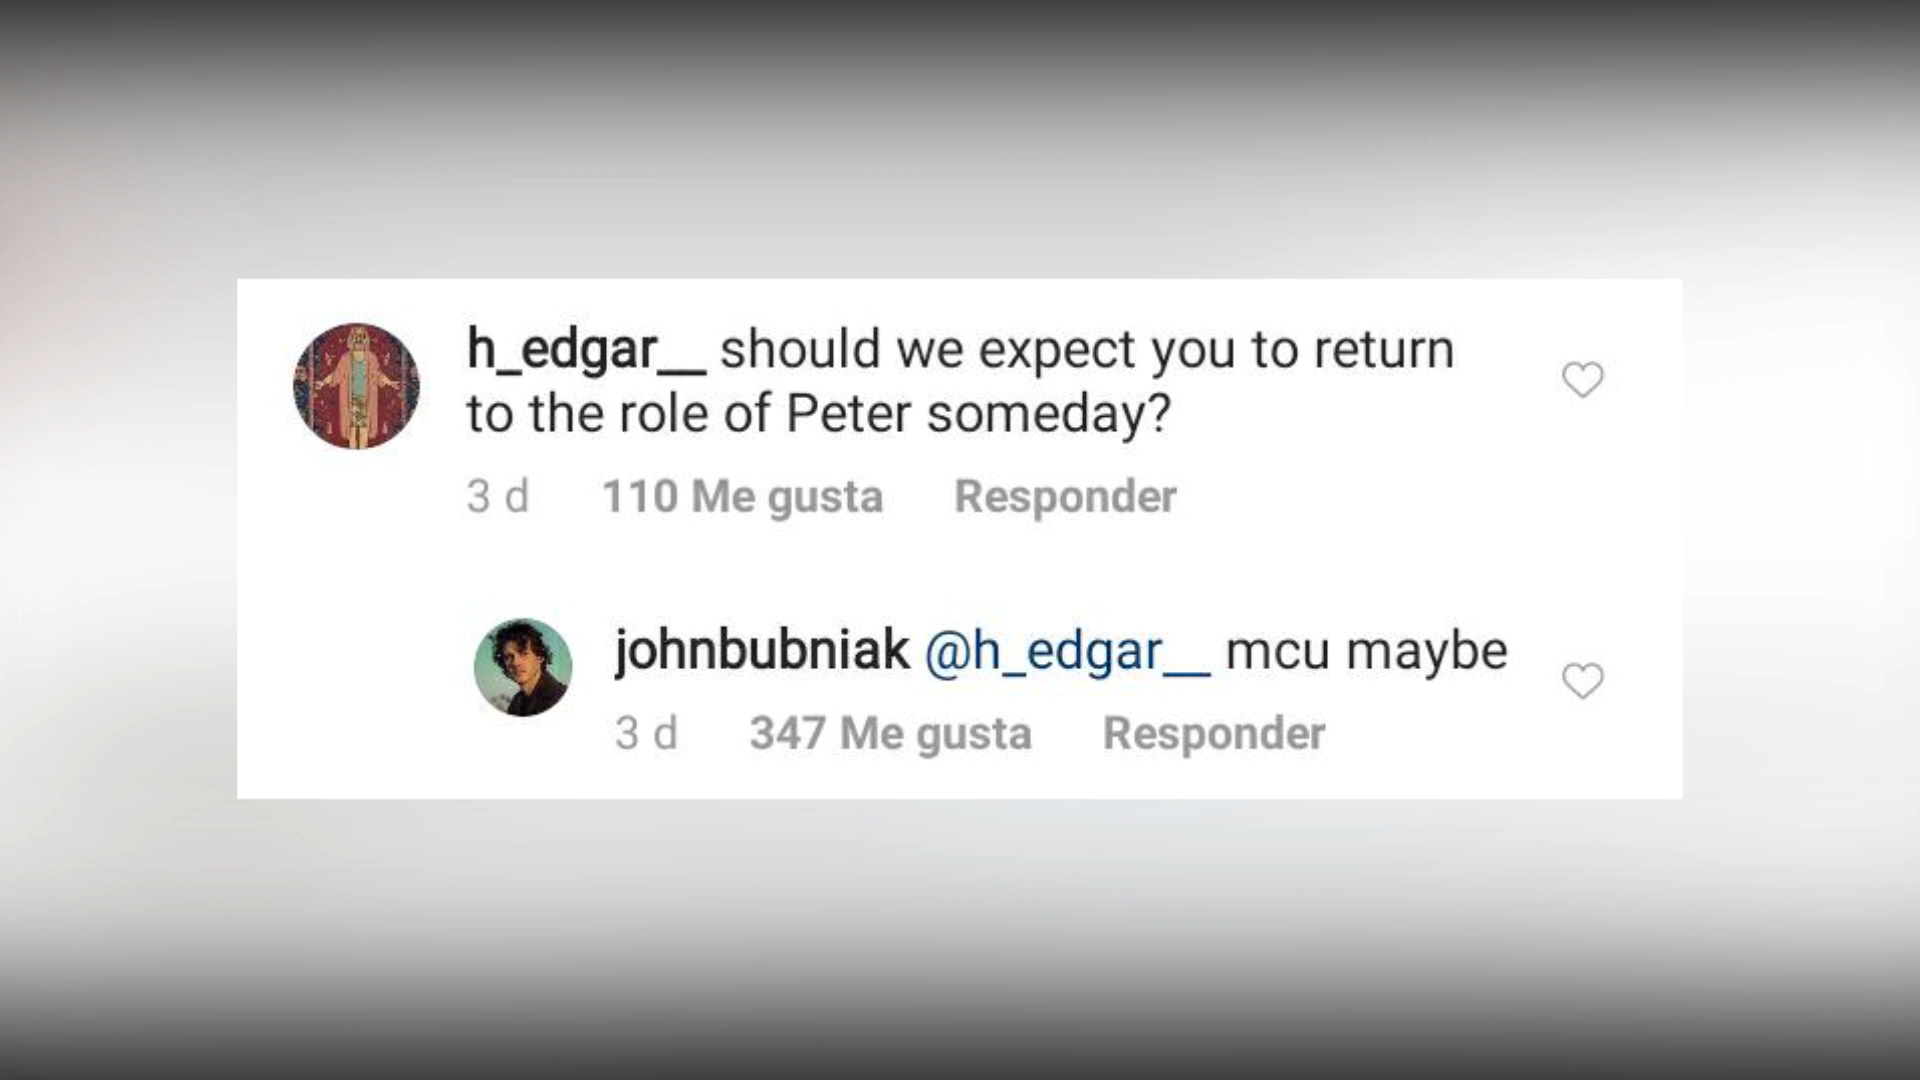 h_edgar__ should we expect you to return
to the role of Peter someday?
3 d 110 Me gusta Responder
johnbubniak @h_edgar__ mcu maybe
3 d 347 Me gusta Responder